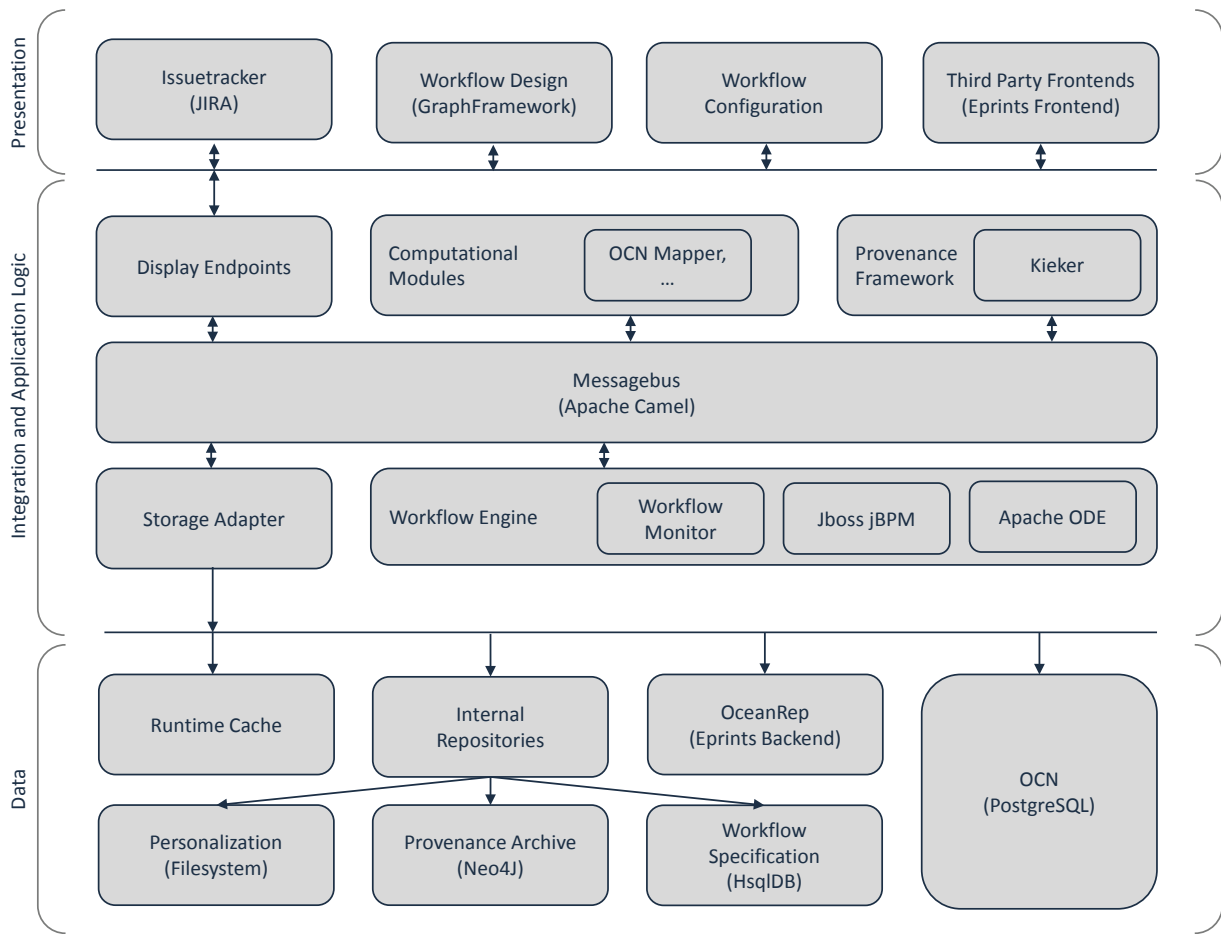 Presentation
Issuetracker
(JIRA)
Workflow Design
(GraphFramework)
Workflow
Configuration
Third Party Frontends
(Eprints Frontend)
Integration and Application Logic
Display Endpoints
Computational
Modules
OCN Mapper,
...
Provenance
Framework
Kieker
Messagebus
(Apache Camel)
Storage Adapter
Workflow Engine
Workflow
Monitor
Jboss jBPM
Apache ODE
Data
Runtime Cache
Internal
Repositories
OceanRep
(Eprints Backend)
OCN
(PostgreSQL)
Personalization
(Filesystem)
Provenance Archive
(Neo4J)
Workflow
Specification
(HsqlDB)